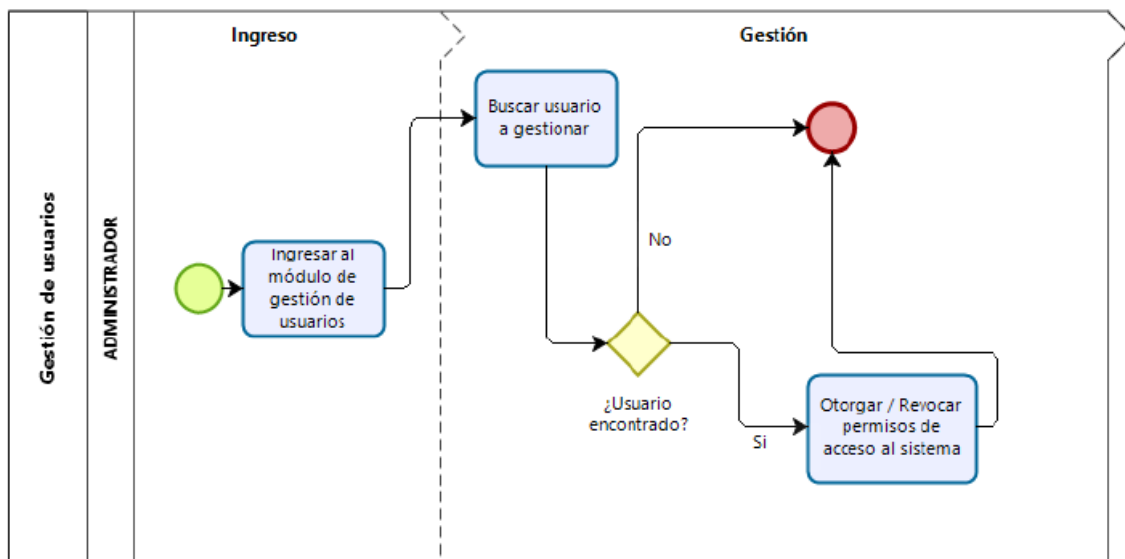 Gestión de usuarios
ADMINISTRADOR
Ingreso
Gestión
Buscar usuario
a gestionar
Ingresar al
módulo de
gestión de
usuarios
No
¿Usuario
encontrado?
Si
Otorgar / Revocar
permisos de
acceso al sistema